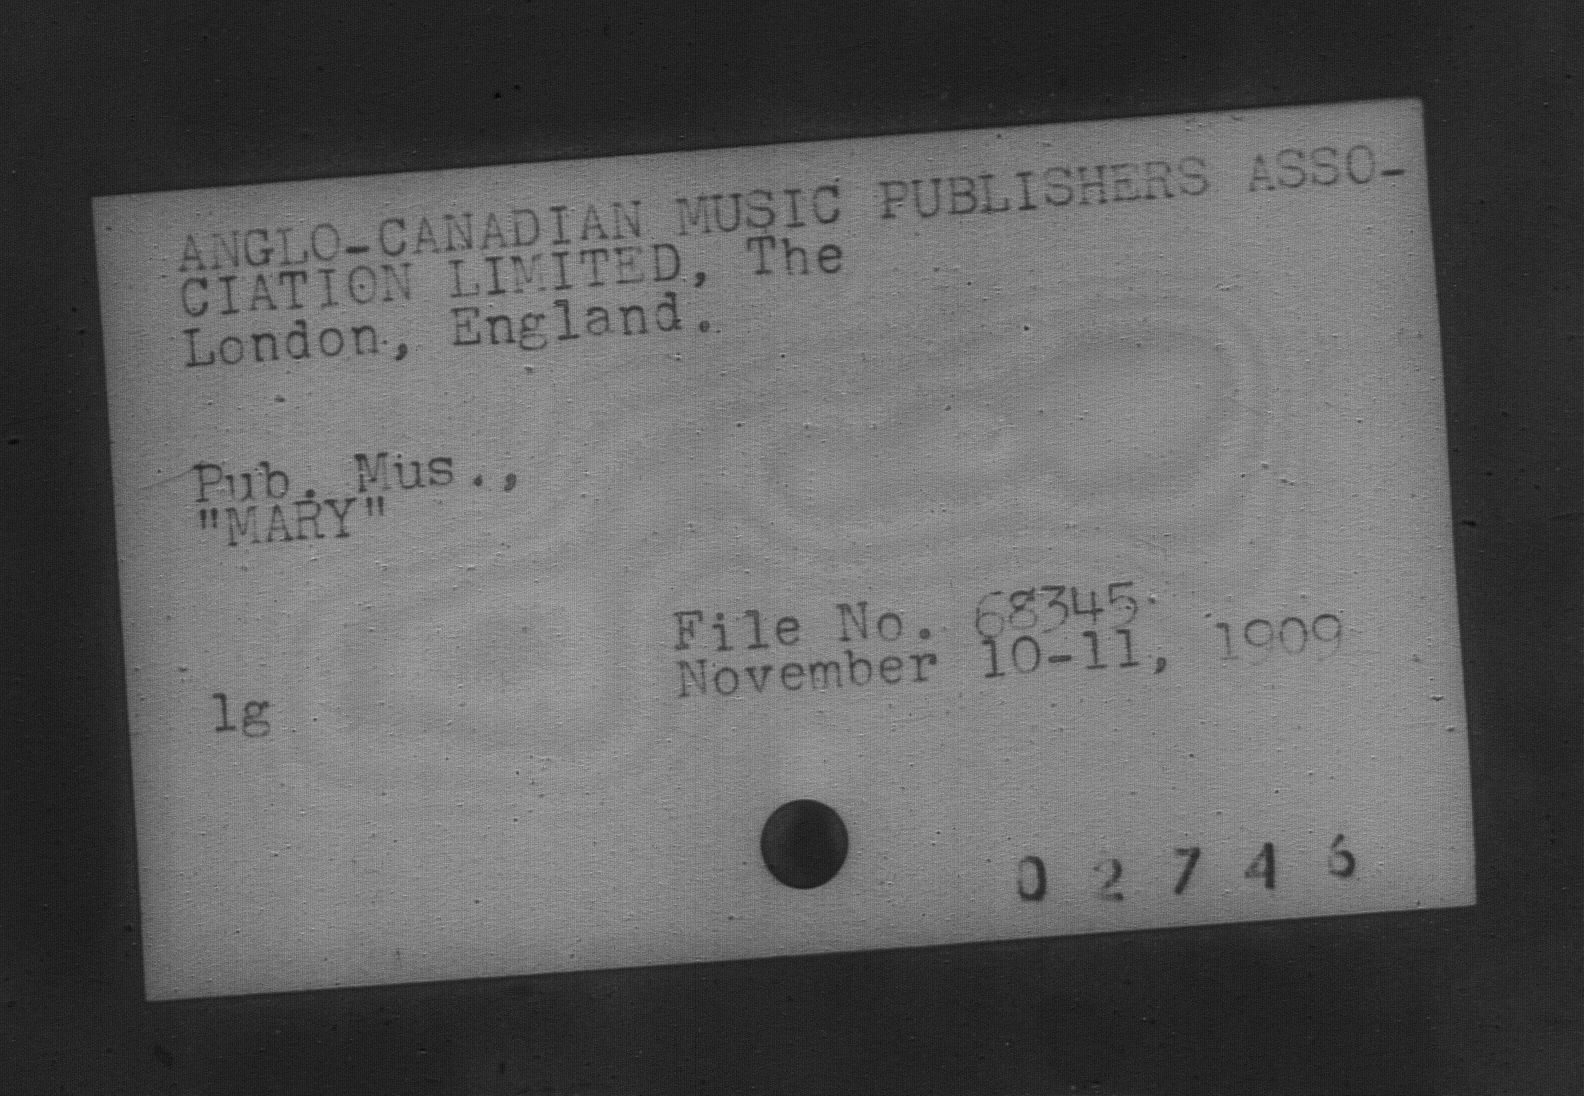 ANGLO-CANADIAN MUSIC PUBLISHERS ASSO-
CIATION LIMITED, The
London, England.
Pub. Mus.,
"MARY"
File No. 68345
November 10-11, 1909
lg
0 2 7 4 6